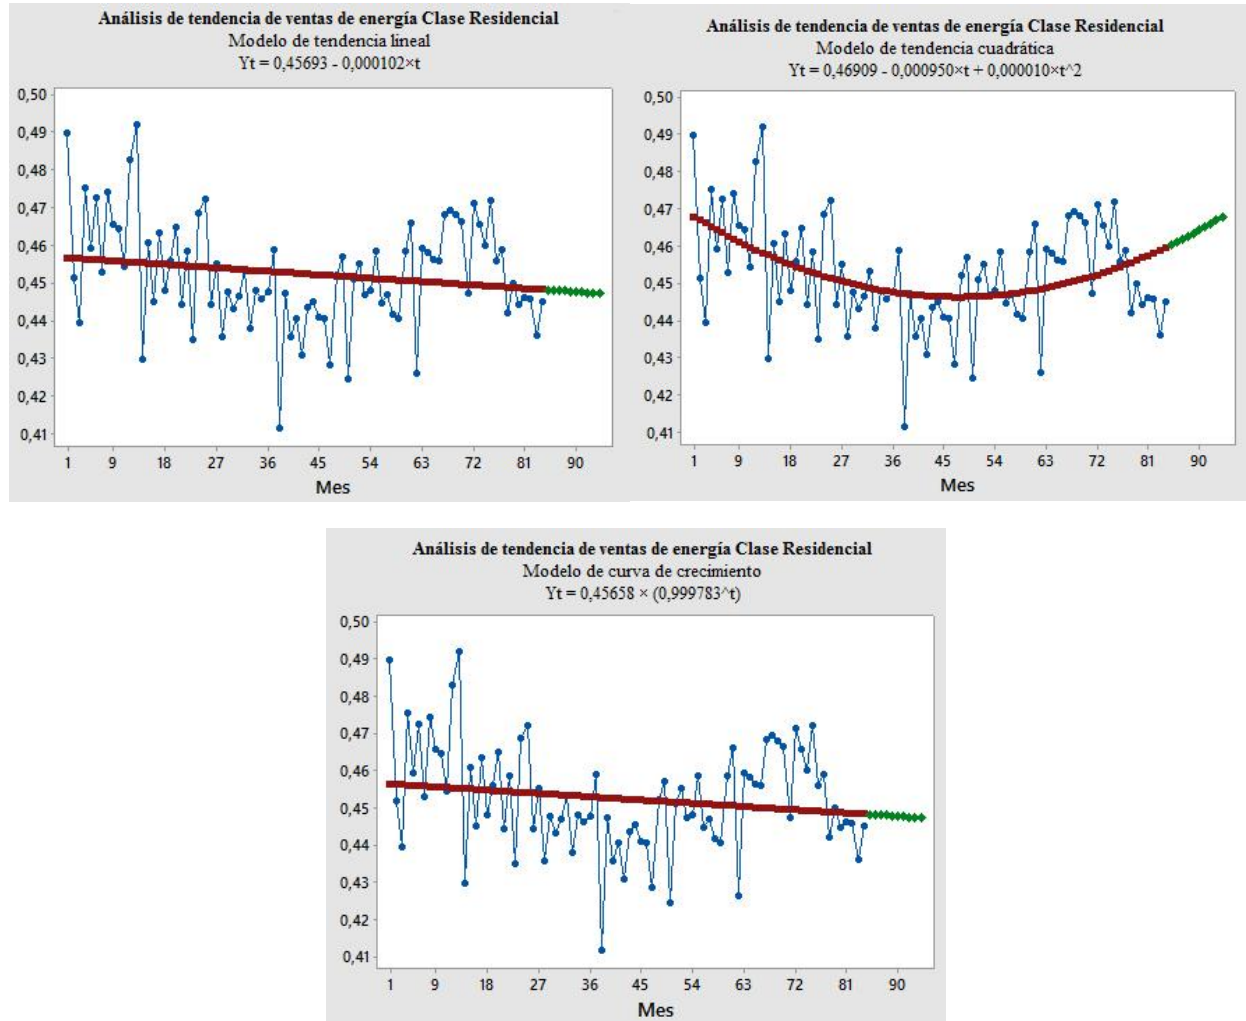 Análisis de tendencia de ventas de energía Clase Residencial
Modelo de tendencia lineal
Yt = 0,45693 - 0,000102×t
0,50
0,49
0,48
0,47
0,46
0,45
0,44
0,43
0,42
0,41
1 9 18 27 36 45 54 63 72 81 90
Mes
Análisis de tendencia de ventas de energía Clase Residencial
Modelo de tendencia cuadrática
Yt = 0,46909 - 0,000950×t + 0,000010×t^2
0,50
0,49
0,48
0,47
0,46
0,45
0,44
0,43
0,42
0,41
1 9 18 27 36 45 54 63 72 81 90
Mes
Análisis de tendencia de ventas de energía Clase Residencial
Modelo de curva de crecimiento
Yt = 0,45658 × (0,999783^t)
0,50
0,49
0,48
0,47
0,46
0,45
0,44
0,43
0,42
0,41
1 9 18 27 36 45 54 63 72 81 90
Mes